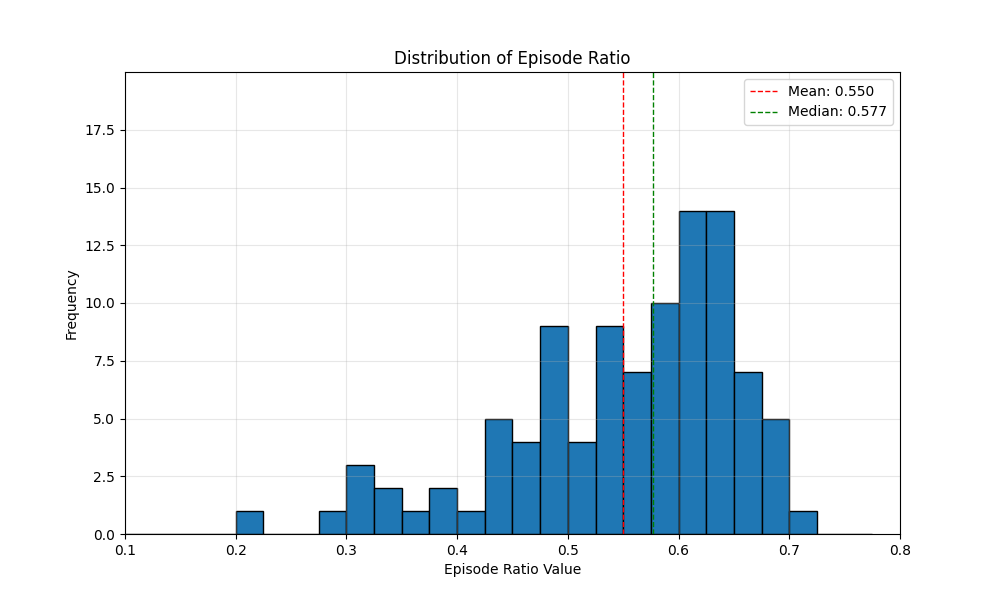 Distribution of Episode Ratio
Mean: 0.550
Median: 0.577
17.5
15.0
12.5
10.0
7.5
5.0
2.5
0.0
Frequency
0.1 0.2 0.3 0.4 0.5 0.6 0.7 0.8
Episode Ratio Value